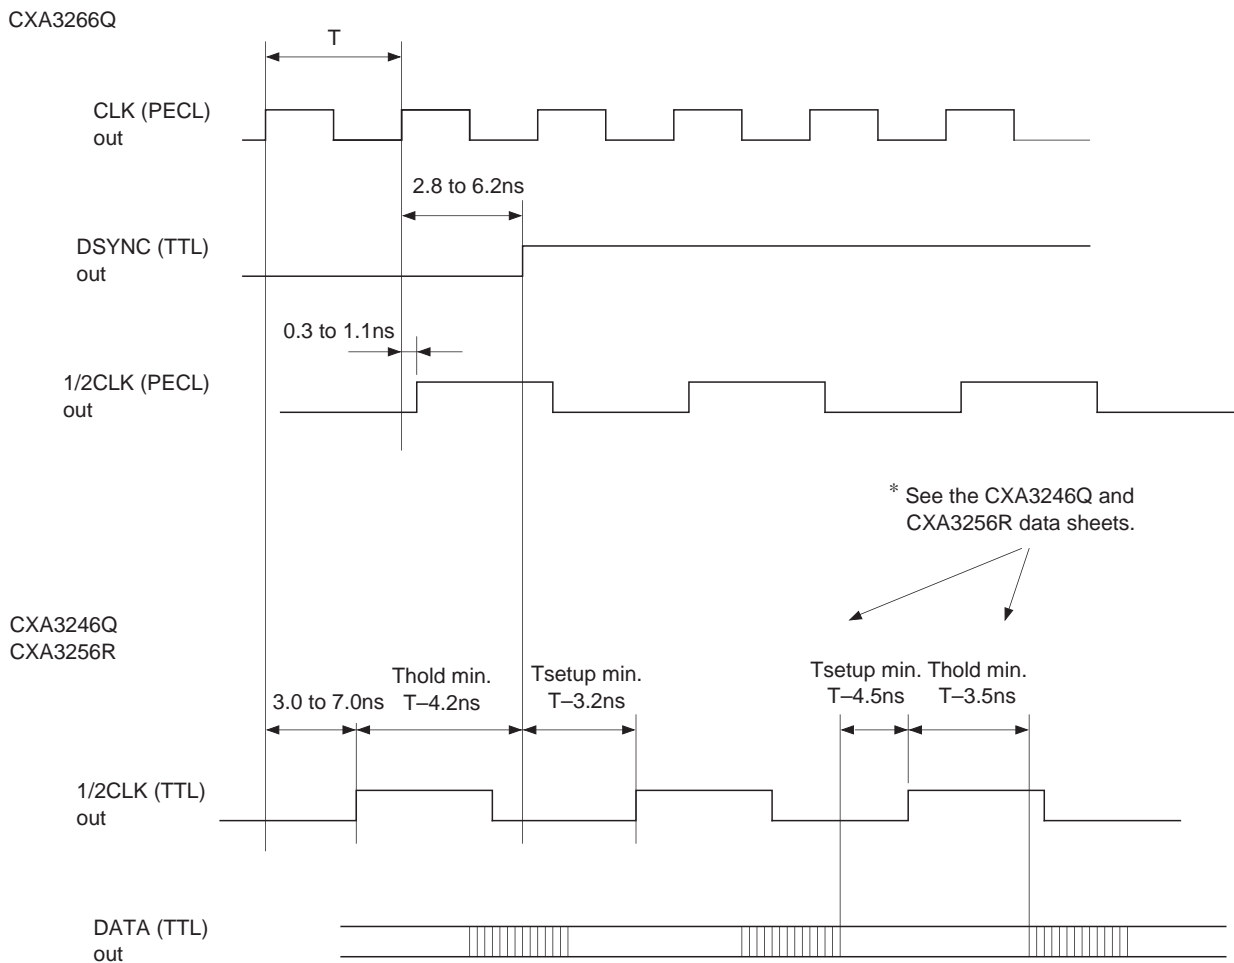 CXA3266Q
T
CLK (PECL)
out
2.8 to 6.2ns
DSYNC (TTL)
out
0.3 to 1.1ns
1/2CLK (PECL)
out
* See the CXA3246Q and
CXA3256R data sheets.
CXA3246Q
CXA3256R
3.0 to 7.0ns
Thold min.
T–4.2ns
Tsetup min.
T–3.2ns
Tsetup min.
T–4.5ns
Thold min.
T–3.5ns
1/2CLK (TTL)
out
DATA (TTL)
out